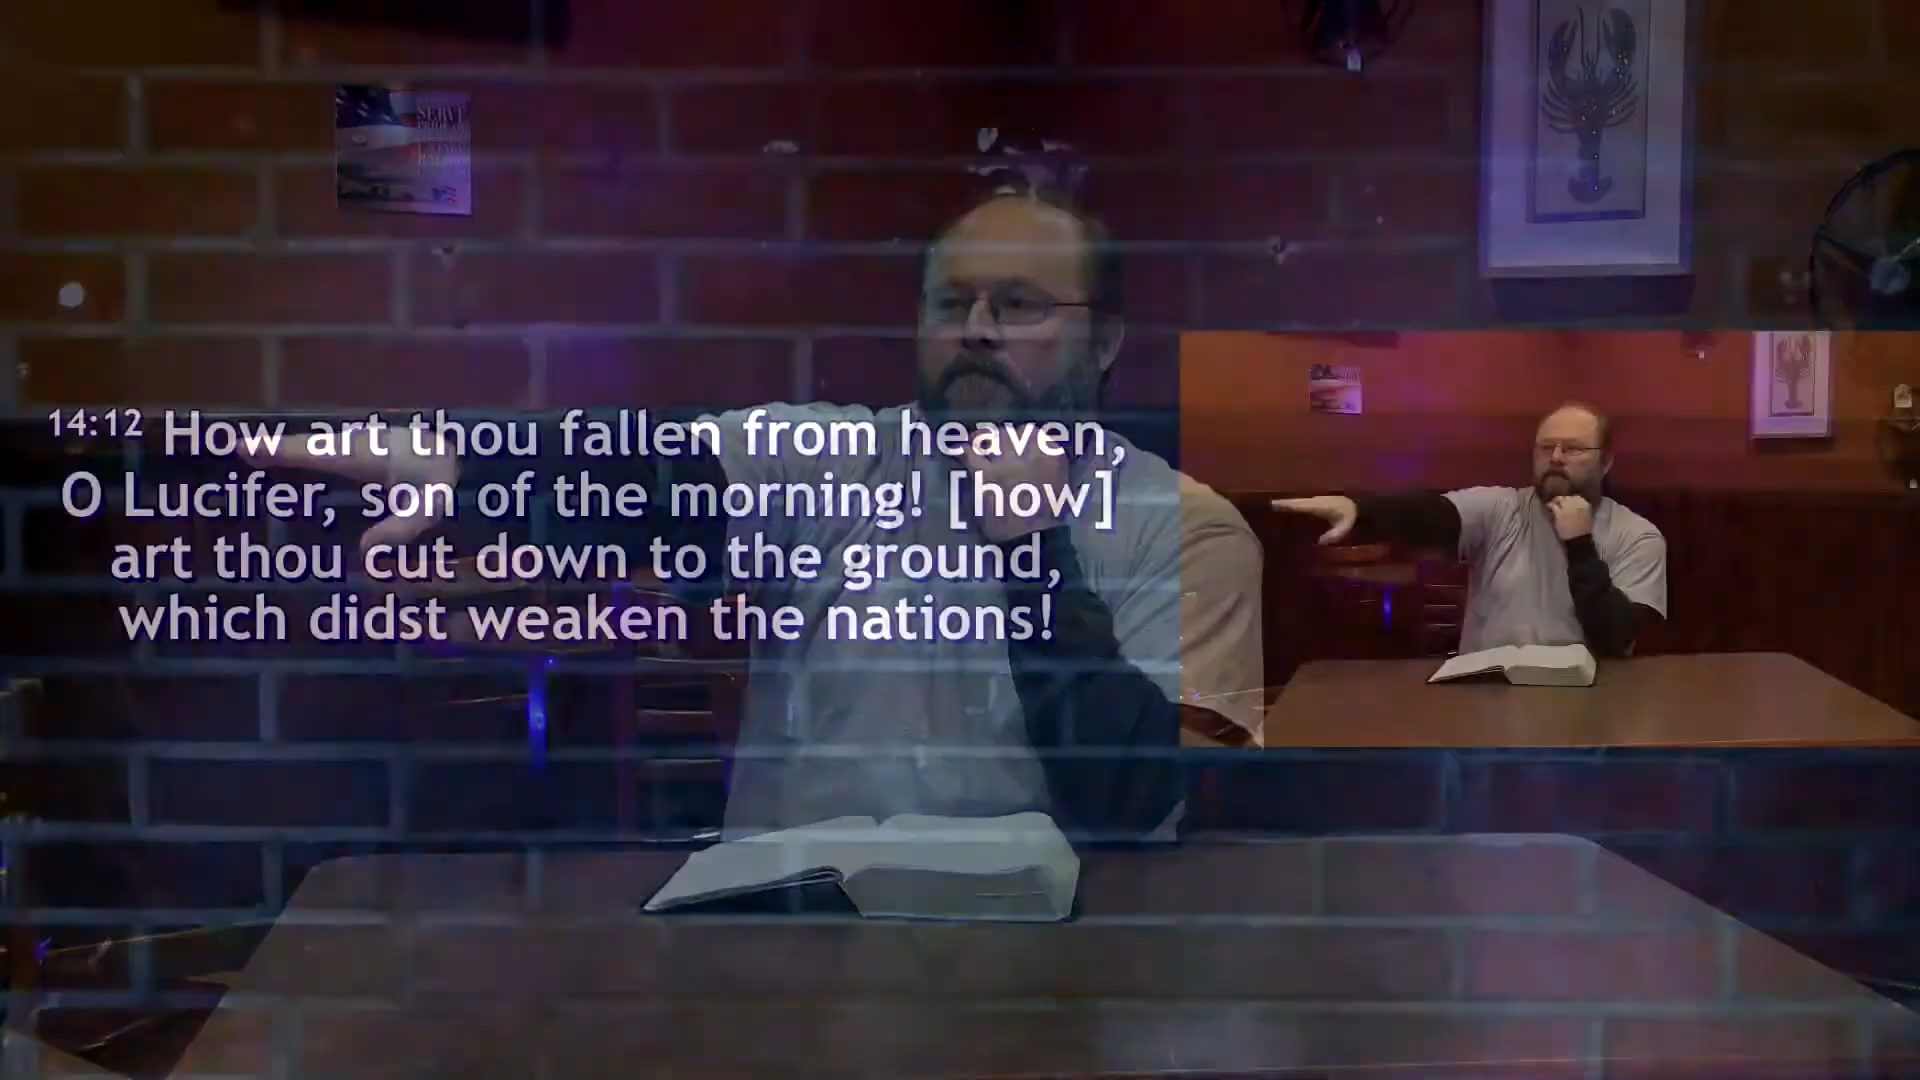 SERVE
14:12 How art thou fallen from heaven,
O Lucifer, son of the morning! [how]
art thou cut down to the ground,
which didst weaken the nations!